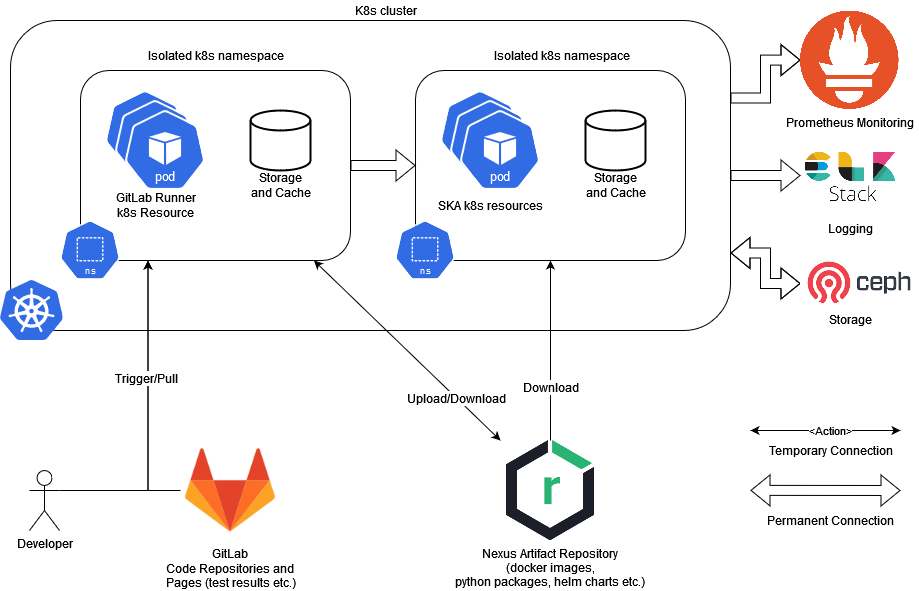 K8s cluster
Isolated k8s namespace
Isolated k8s namespace
pod
GitLab Runner
k8s Resource
Storage
and Cache
pod
SKA k8s resources
Storage
and Cache
ns
ns
Prometheus Monitoring
elk
Stack
Logging
ceph
Storage
Trigger/Pull
Upload/Download
Download
<Action>
Temporary Connection
Permanent Connection
Developer
GitLab
Code Repositories and
Pages (test results etc.)
r
Nexus Artifact Repository
(docker images,
python packages, helm charts etc.)